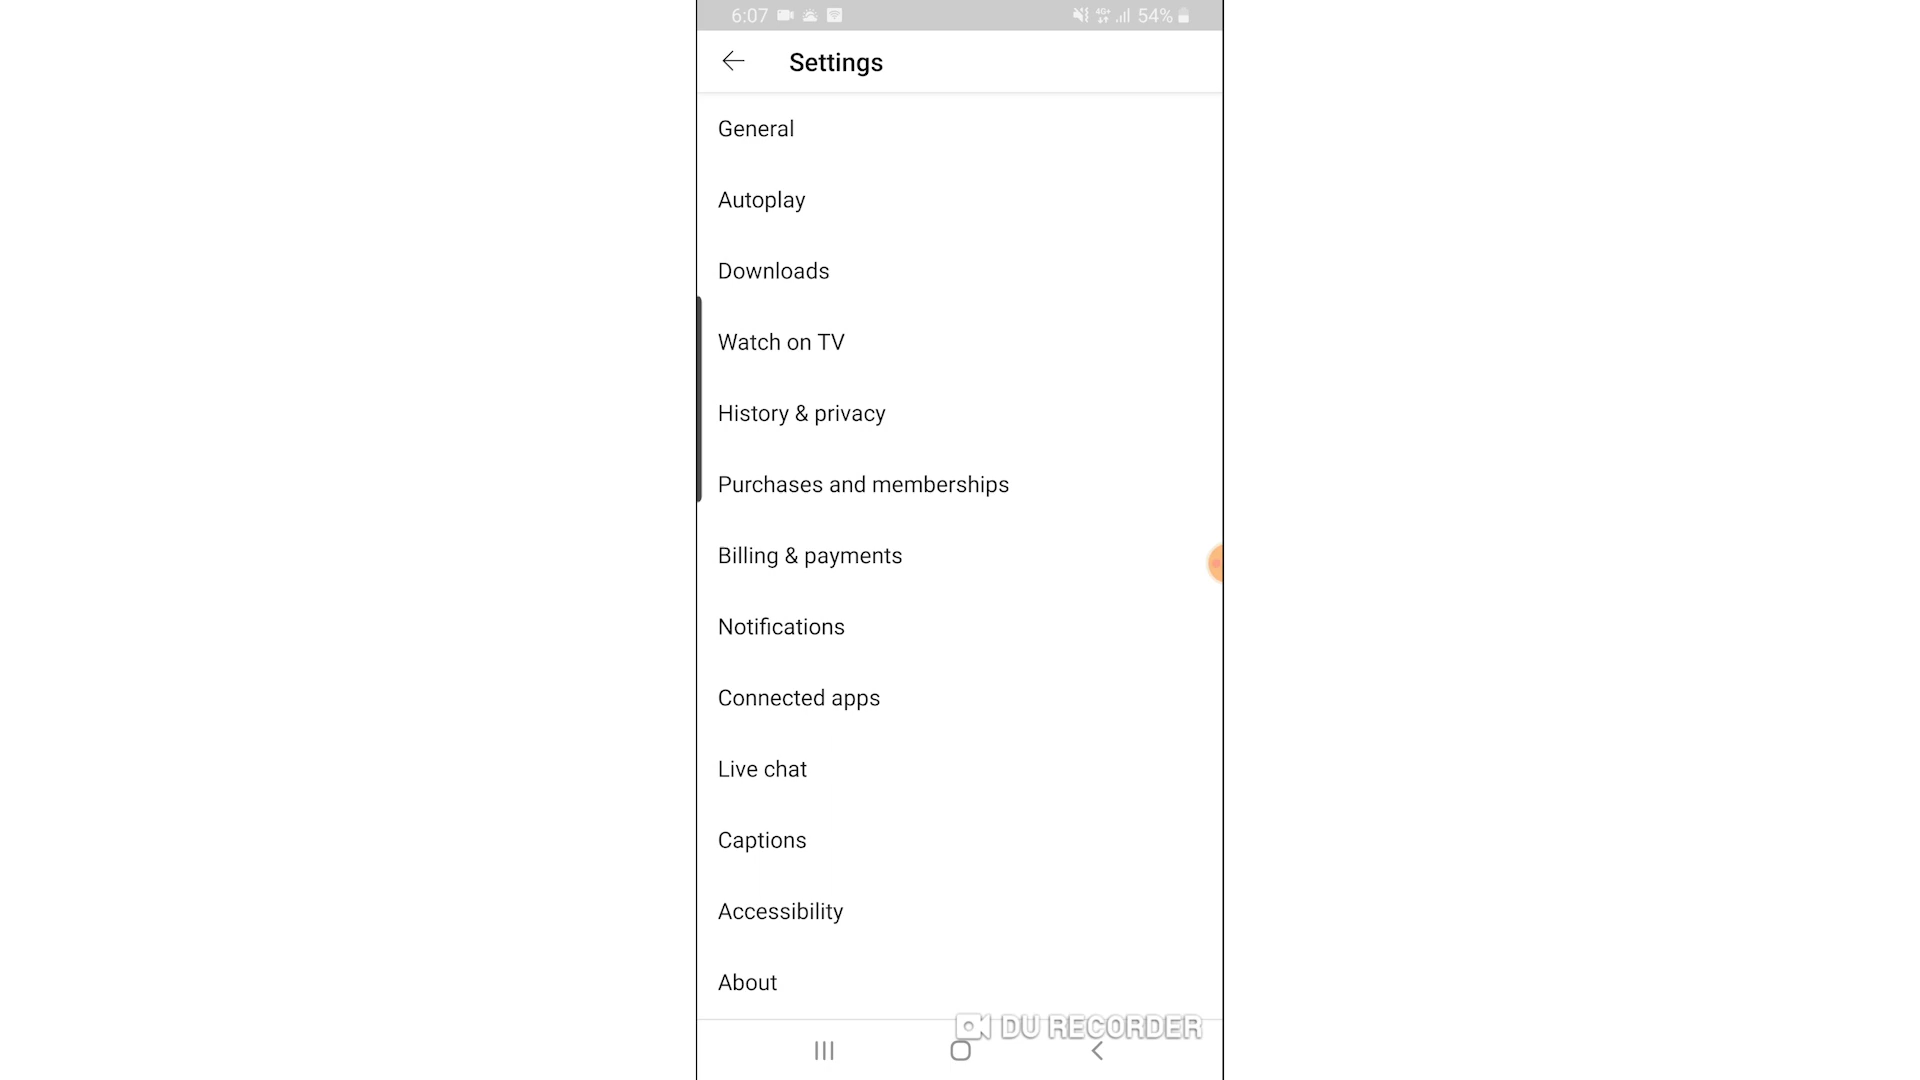 6:07 4G+ 54%
Settings
General
Autoplay
Downloads
Watch on TV
History & privacy
Purchases and memberships
Billing & payments
Notifications
Connected apps
Live chat
Captions
Accessibility
About
DU RECORDER